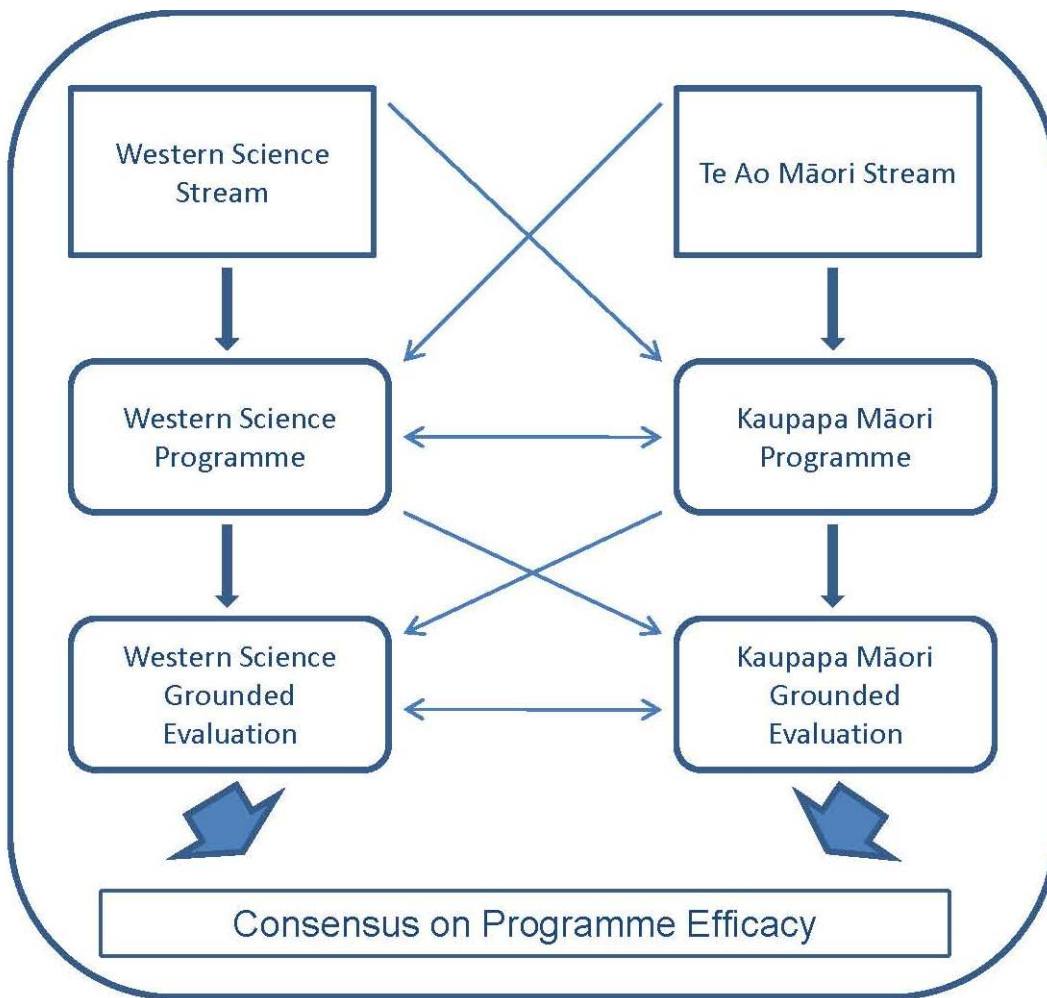 Western Science
Stream
Te Ao Māori Stream
Western Science
Programme
Kaupapa Māori
Programme
Western Science
Grounded
Evaluation
Kaupapa Māori
Grounded
Evaluation
Consensus on Programme Efficacy